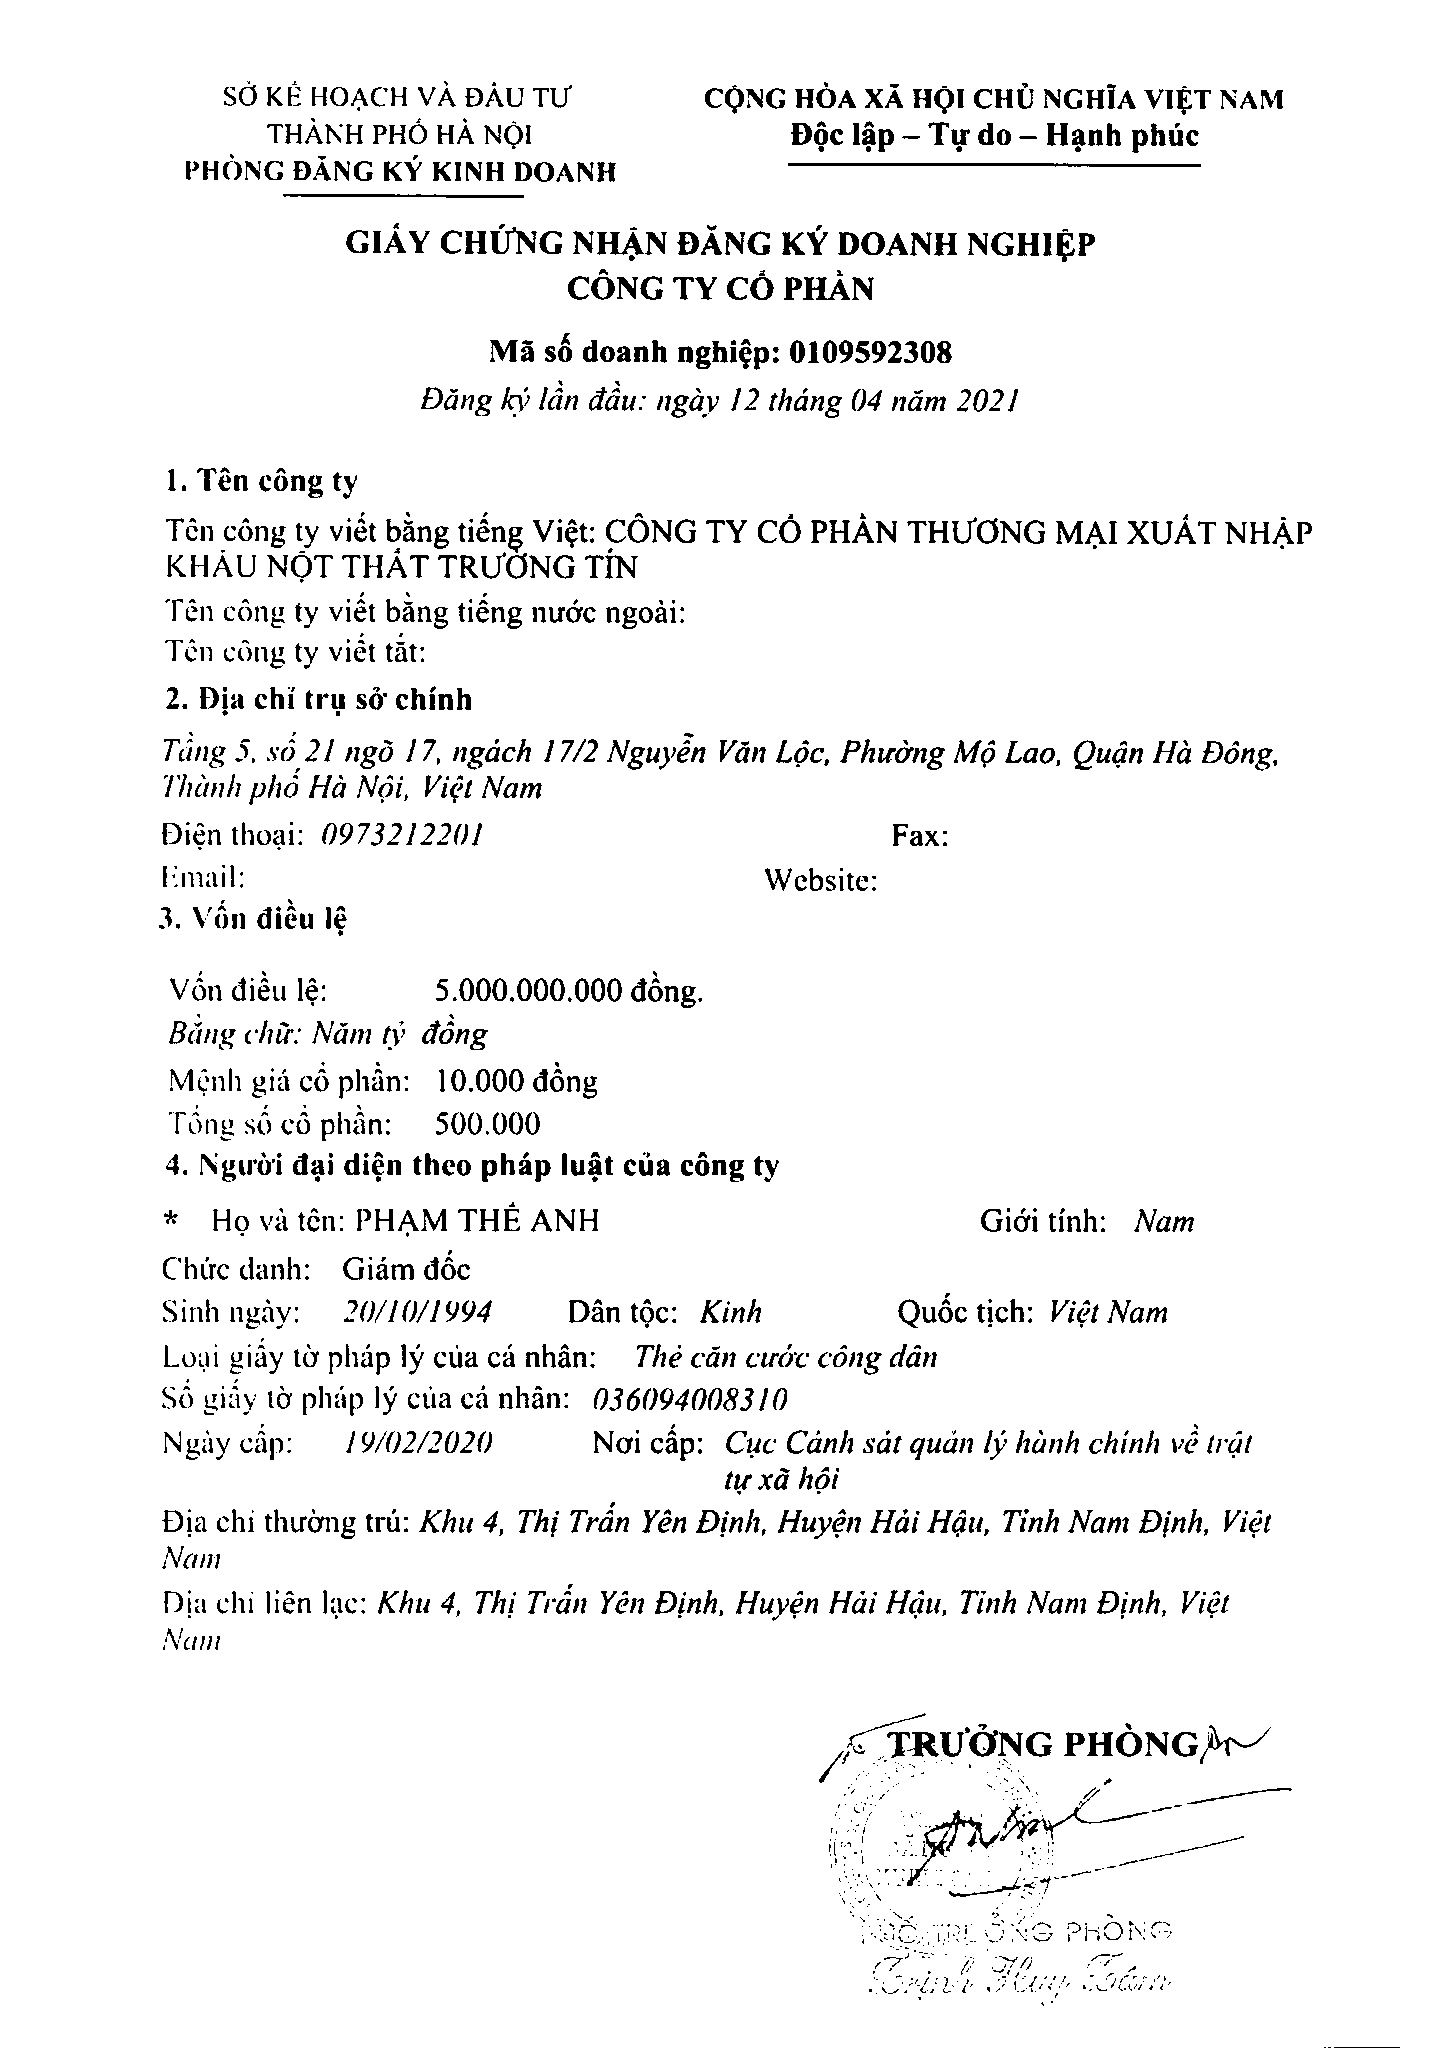 SỞ KẾ HOẠCH VÀ ĐẦU TƯ
THÀNH PHỐ HÀ NỘI
PHÒNG ĐĂNG KÝ KINH DOANH
CỘNG HÒA XÃ HỘI CHỦ NGHĨA VIỆT NAM
Độc lập – Tự do – Hạnh phúc
GIẤY CHỨNG NHẬN ĐĂNG KÝ DOANH NGHIỆP
CÔNG TY CỔ PHẦN
Mã số doanh nghiệp: 0109592308
Đăng ký lần đầu: ngày 12 tháng 04 năm 2021
1. Tên công ty
Tên công ty viết bằng tiếng Việt: CÔNG TY CỔ PHẦN THƯƠNG MẠI XUẤT NHẬP
KHẨU NỘT THẤT TRƯỜNG TÍN
Tên công ty viết bằng tiếng nước ngoài:
Tên công ty viết tắt:
2. Địa chỉ trụ sở chính
Tầng 5, số 21 ngõ 17, ngách 17/2 Nguyễn Văn Lộc, Phường Mộ Lao, Quận Hà Đông,
Thành phố Hà Nội, Việt Nam
Điện thoại: 0973212201 Fax:
Email: Website:
3. Vốn điều lệ
Vốn điều lệ: 5.000.000.000 đồng.
Bằng chữ: Năm tỷ đồng
Mệnh giá cổ phần: 10.000 đồng
Tổng số cổ phần: 500.000
4. Người đại diện theo pháp luật của công ty
* Họ và tên: PHẠM THẾ ANH Giới tính: Nam
Chức danh: Giám đốc
Sinh ngày: 20/10/1994 Dân tộc: Kinh Quốc tịch: Việt Nam
Loại giấy tờ pháp lý của cá nhân: Thẻ căn cước công dân
Số giấy tờ pháp lý của cá nhân: 036094008310
Ngày cấp: 19/02/2020 Nơi cấp: Cục Cảnh sát quản lý hành chính về trật
tự xã hội
Địa chỉ thường trú: Khu 4, Thị Trấn Yên Định, Huyện Hải Hậu, Tỉnh Nam Định, Việt
Nam
Địa chỉ liên lạc: Khu 4, Thị Trấn Yên Định, Huyện Hải Hậu, Tỉnh Nam Định, Việt
Nam
TRƯỞNG PHÒNG
PHÓ TRƯỞNG PHÒNG
Trịnh Huy Tâm